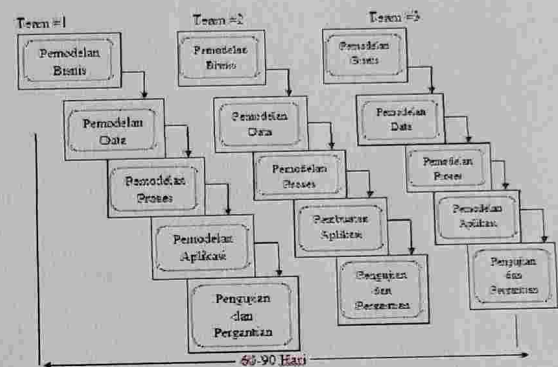 Team #1
Pemodelan
Bisnis
Pemodelan
Data
Pemodelan
Proses
Pemodelan
Aplikasi
Pengujian
dan
Pergantian
Team #2
Pemodelan
Bisnis
Pemodelan
Data
Pemodelan
Proses
Pembuatan
Aplikasi
Pengujian
dan
Pergantian
Team #3
Pemodelan
Bisnis
Pemodelan
Data
Pemodelan
Proses
Pemodelan
Aplikasi
Pengujian
dan
Pergantian
60-90 Hari